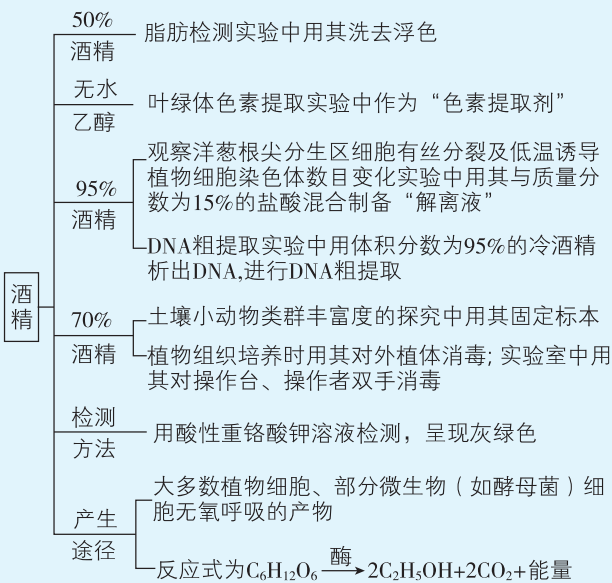 酒精
50%
酒精
脂肪检测实验中用其洗去浮色
无水
乙醇
叶绿体色素提取实验中作为“色素提取剂”
95%
酒精
观察洋葱根尖分生区细胞有丝分裂及低温诱导
植物细胞染色体数目变化实验中用其与质量分
数为15%的盐酸混合制备“解离液”
DNA粗提取实验中用体积分数为95%的冷酒精
析出DNA,进行DNA粗提取
70%
酒精
土壤小动物类群丰富度的探究中用其固定标本
植物组织培养时用其对外植体消毒; 实验室中用
其对操作台、操作者双手消毒
检测
方法
用酸性重铬酸钾溶液检测，呈现灰绿色
产生
途径
大多数植物细胞、部分微生物（如酵母菌）细
胞无氧呼吸的产物
反应式为C₆H₁₂O₆ —酶→ 2C₂H₅OH+2CO₂+能量